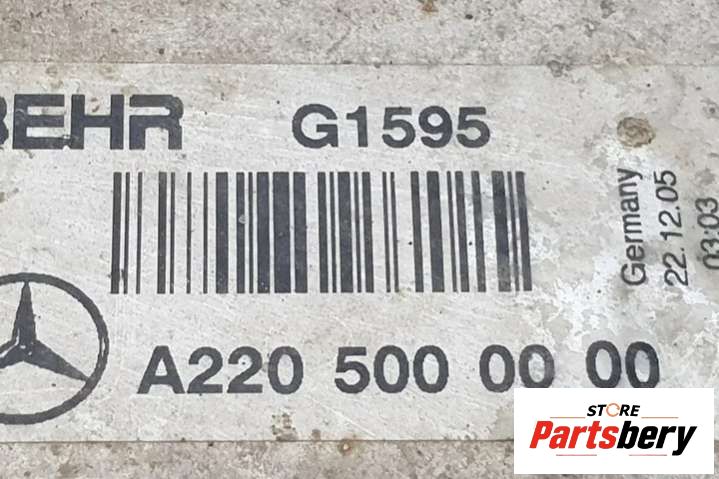 BEHR G1595
Germany
22.12.05
03:03
A220 500 00 00
STORE
Partsbery